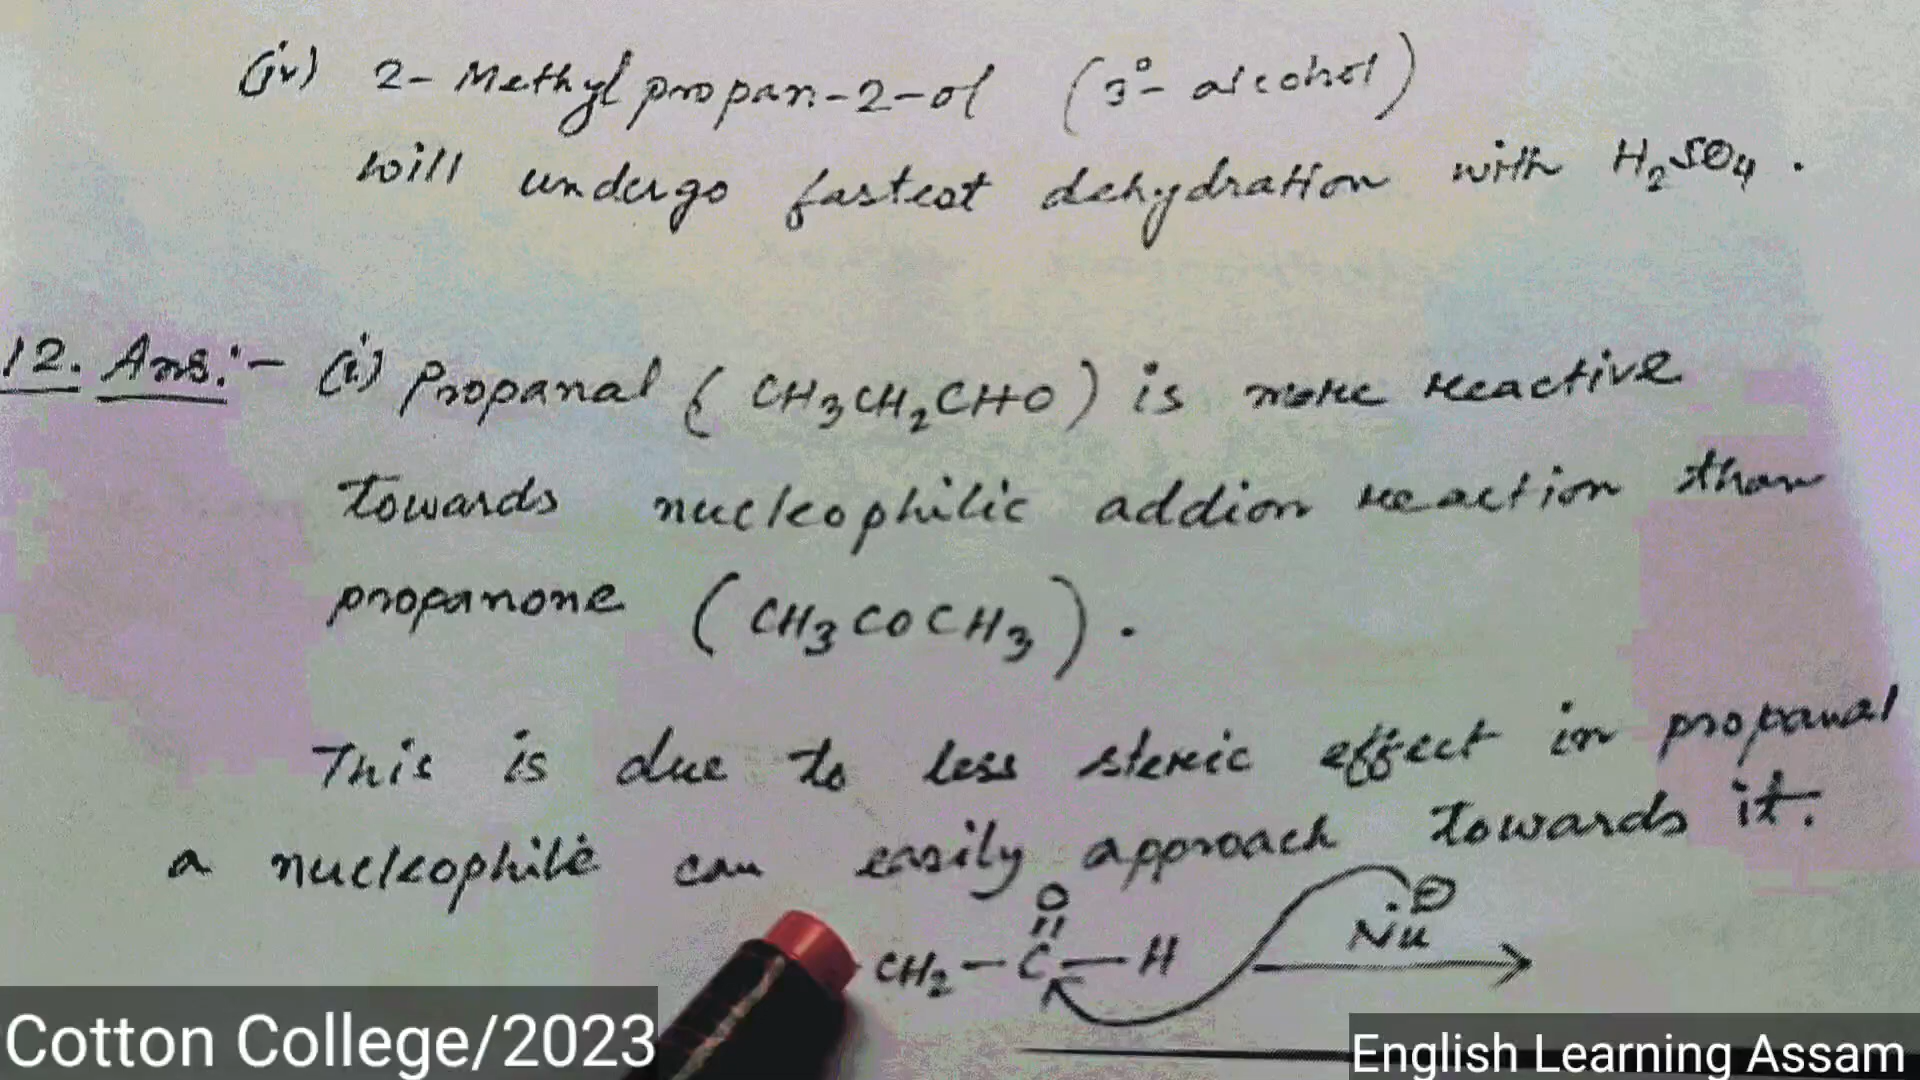 (iv) 2-Methylpropan-2-ol (3°- alcohol)
will undergo fastest dehydration with H₂SO₄.
12. Ans:- (i) Propanal (CH₃CH₂CHO) is more reactive
towards nucleophilic addion reaction than
propanone (CH₃COCH₃).
This is due to less steric effect in propanal
a nucleophile can easily approach towards it.
O
||
CH₂-C-H
Nu⊖
Cotton College/2023
English Learning Assam